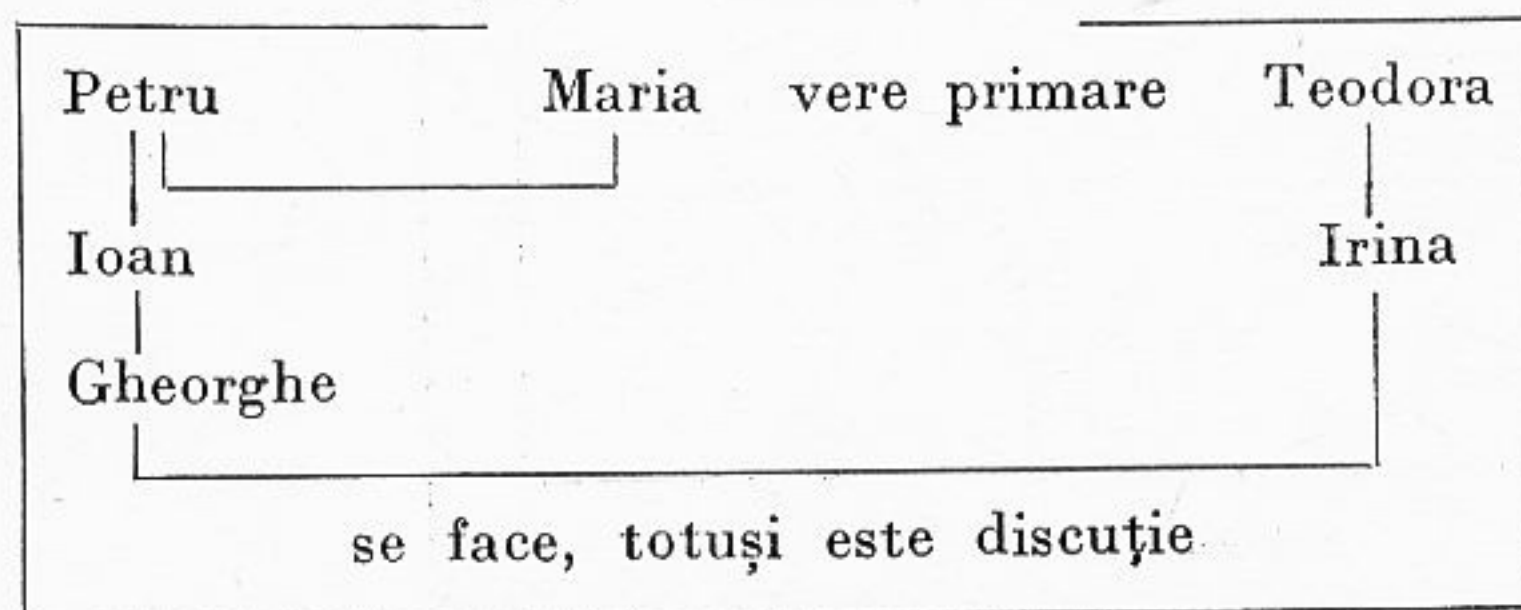 Petru Maria vere primare Teodora
Ioan Irina
Gheorghe
se face, totuși este discuție